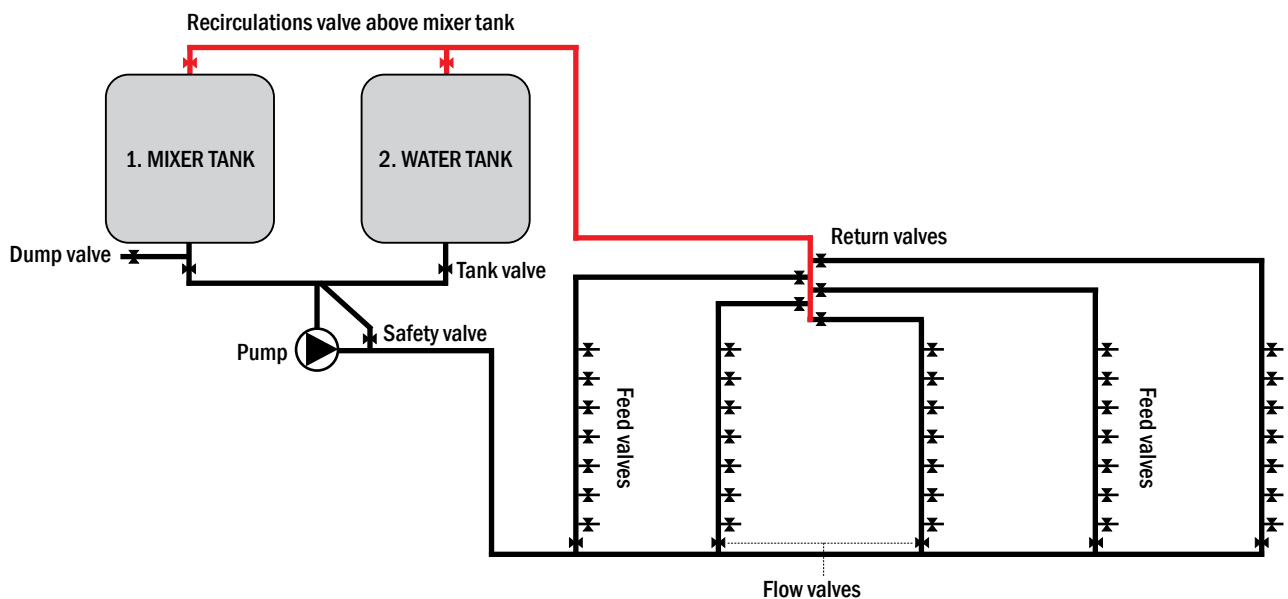 Recirculations valve above mixer tank
1. MIXER TANK
2. WATER TANK
Dump valve
Tank valve
Return valves
Safety valve
Pump
Feed valves
Feed valves
Flow valves